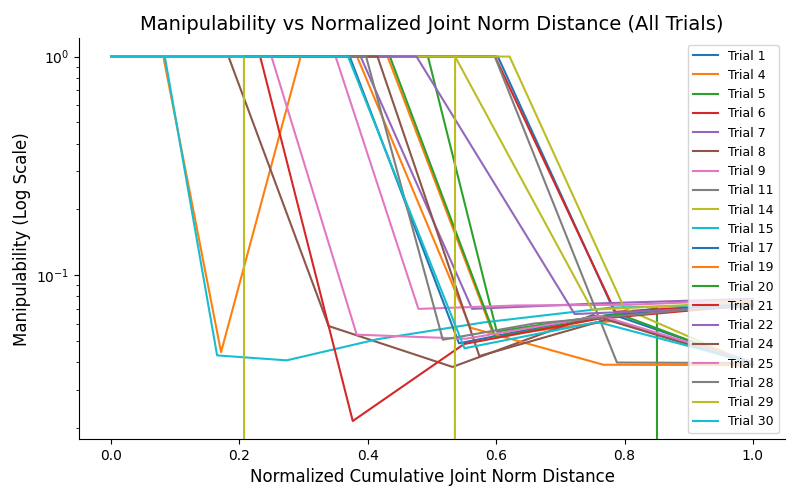 Manipulability vs Normalized Joint Norm Distance (All Trials)
Manipulability (Log Scale)
10⁰
10⁻¹
Trial 1
Trial 4
Trial 5
Trial 6
Trial 7
Trial 8
Trial 9
Trial 11
Trial 14
Trial 15
Trial 17
Trial 19
Trial 20
Trial 21
Trial 22
Trial 24
Trial 25
Trial 28
Trial 29
Trial 30
0.0 0.2 0.4 0.6 0.8 1.0
Normalized Cumulative Joint Norm Distance